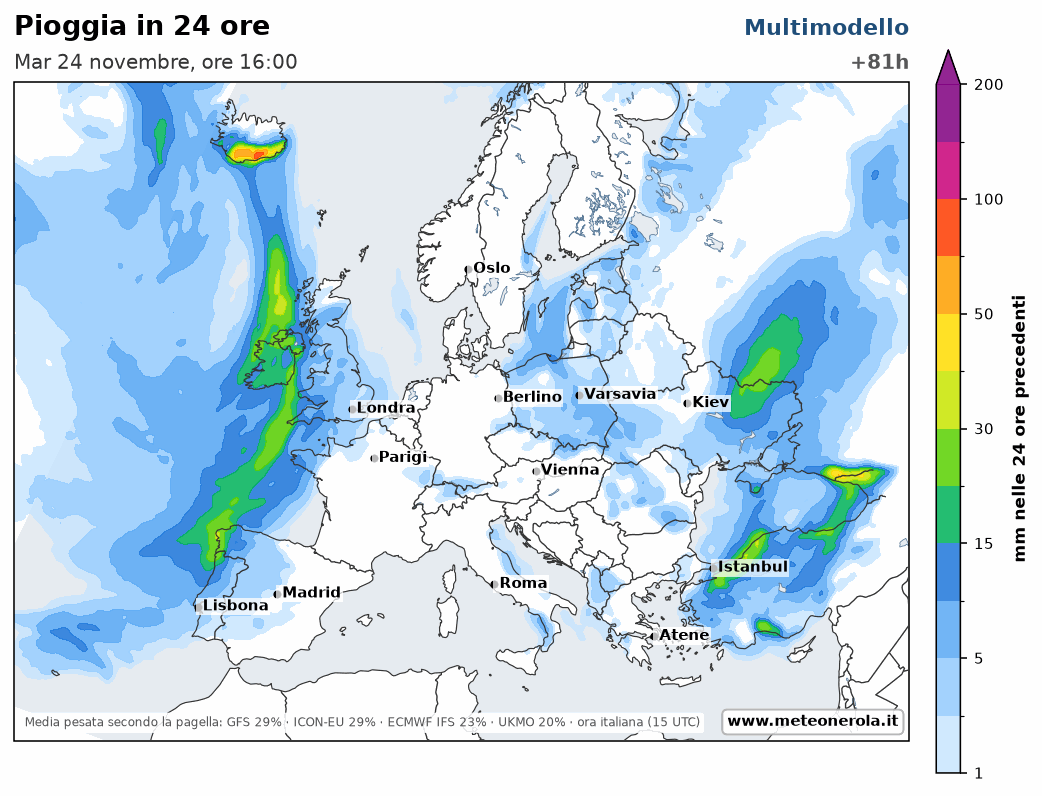 Pioggia in 24 ore
Multimodello
Mar 24 novembre, ore 16:00
+81h
200
100
50
30
15
5
1
mm nelle 24 ore precedenti
Oslo
Londra
Berlino
Varsavia
Kiev
Parigi
Vienna
Istanbul
Roma
Madrid
Lisbona
Atene
Media pesata secondo la pagella: GFS 29% · ICON-EU 29% · ECMWF IFS 23% · UKMO 20% · ora italiana (15 UTC)
www.meteonerola.it